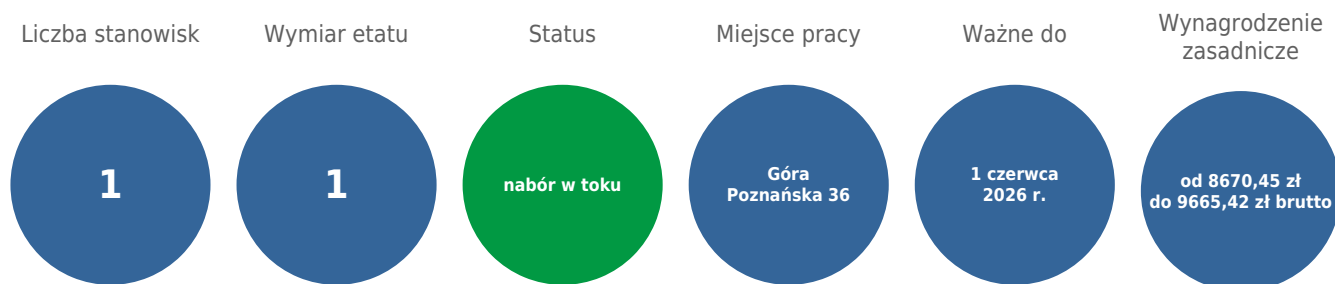 Liczba stanowisk
1
Wymiar etatu
1
Status
nabór w toku
Miejsce pracy
Góra
Poznańska 36
Ważne do
1 czerwca
2026 r.
Wynagrodzenie
zasadnicze
od 8670,45 zł
do 9665,42 zł brutto